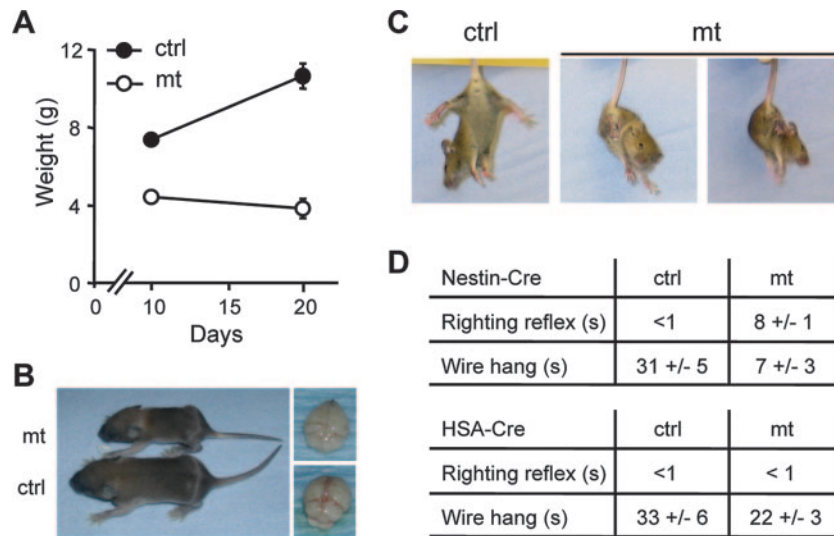 A
12
ctrl
mt
8
4
0
Weight (g)
0 10 15 20
Days
B
mt
ctrl
C
ctrl mt
D
Nestin-Cre ctrl mt
Righting reflex (s) <1 8 +/- 1
Wire hang (s) 31 +/- 5 7 +/- 3
HSA-Cre ctrl mt
Righting reflex (s) <1 < 1
Wire hang (s) 33 +/- 6 22 +/- 3